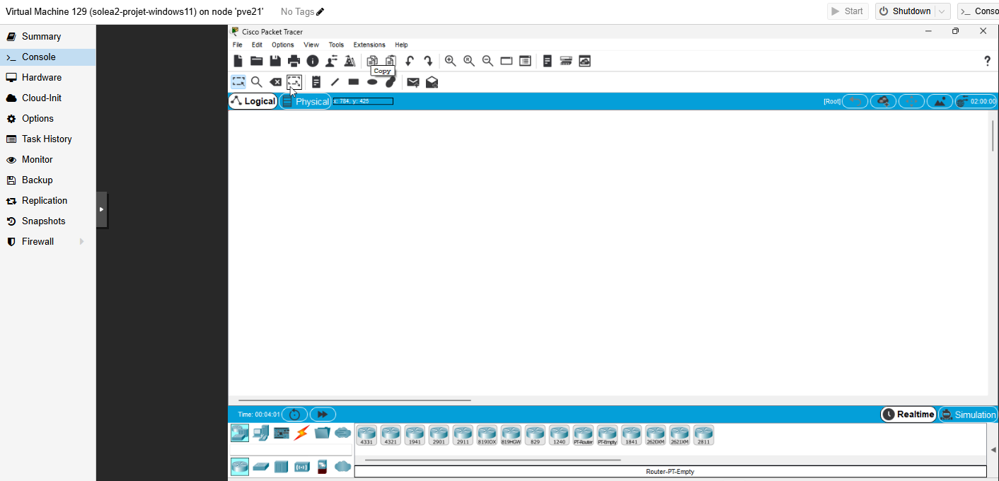 Virtual Machine 129 (solea2-projet-windows11) on node 'pve21' No Tags Start Shutdown Conso
Summary
Console
Hardware
Cloud-Init
Options
Task History
Monitor
Backup
Replication
Snapshots
Firewall
Cisco Packet Tracer
File Edit Options View Tools Extensions Help
?
Copy
Logical Physical x: 784, y: 425 [Root] 02:00:00
Time: 00:04:01 Realtime Simulation
4331 4321 1941 2901 2911 819IOX 819HGW 829 1240 PT-Router PT-Empty 1841 2620XM 2621XM 2811
Router-PT-Empty